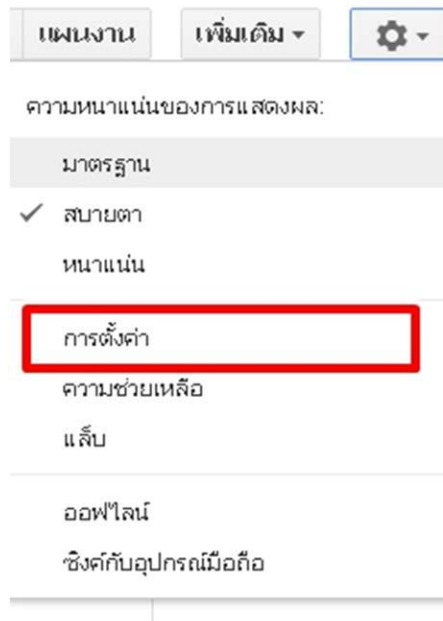 แผนงาน เพิ่มเติม
ความหนาแน่นของการแสดงผล:
มาตรฐาน
สบายตา
หนาแน่น
การตั้งค่า
ความช่วยเหลือ
แล็บ
ออฟไลน์
ซิงค์กับอุปกรณ์มือถือ